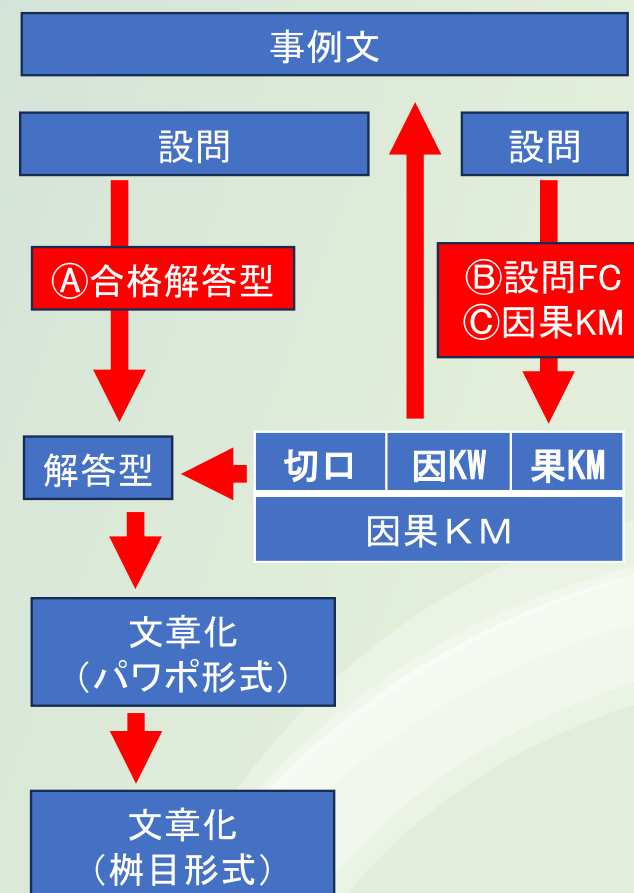 事例文
設問
設問
Ⓐ合格解答型
Ⓑ設問FC
Ⓒ因果KM
解答型
切口
因KW
果KM
因果ＫＭ
文章化
（パワポ形式）
文章化
（桝目形式）